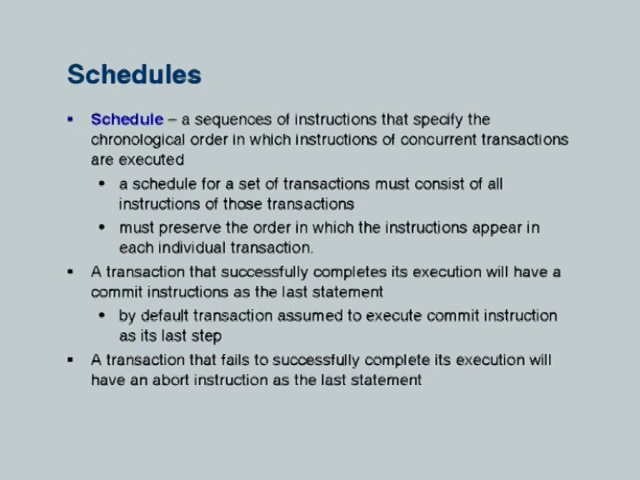 Schedules
▪ Schedule – a sequences of instructions that specify the
chronological order in which instructions of concurrent transactions
are executed
• a schedule for a set of transactions must consist of all
instructions of those transactions
• must preserve the order in which the instructions appear in
each individual transaction.
▪ A transaction that successfully completes its execution will have a
commit instructions as the last statement
• by default transaction assumed to execute commit instruction
as its last step
▪ A transaction that fails to successfully complete its execution will
have an abort instruction as the last statement